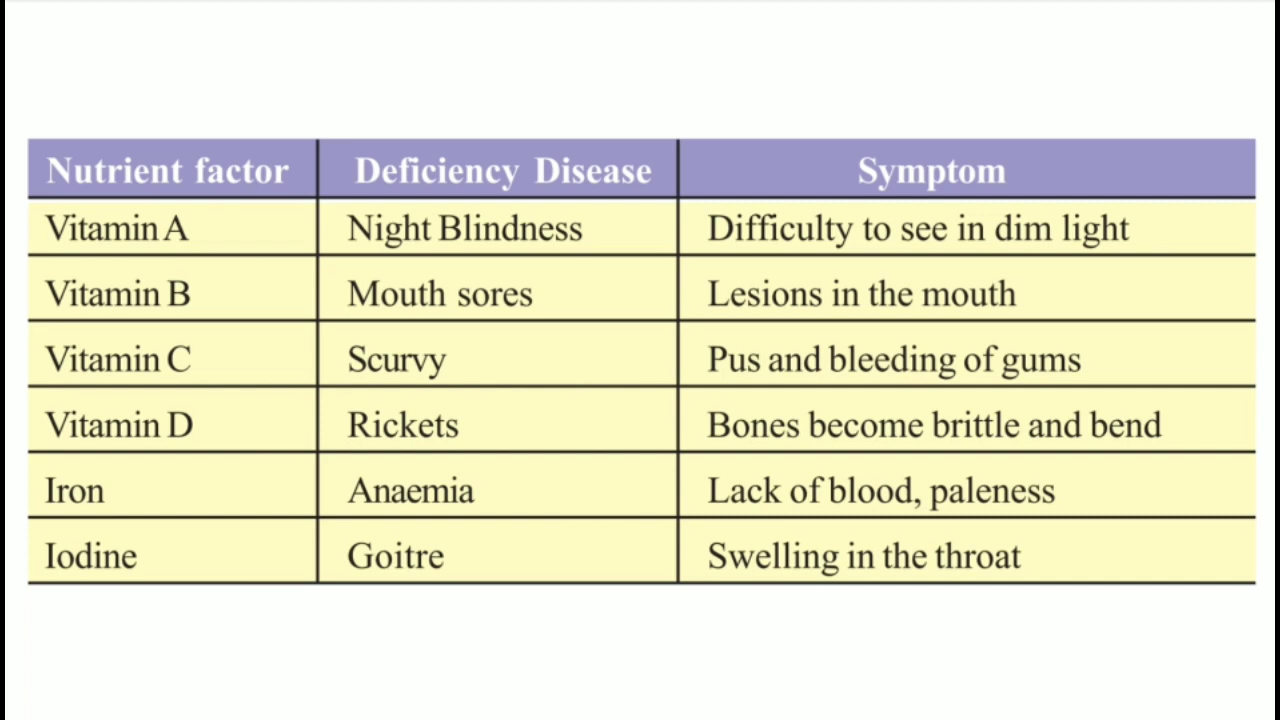 Nutrient factor Deficiency Disease Symptom
Vitamin A Night Blindness Difficulty to see in dim light
Vitamin B Mouth sores Lesions in the mouth
Vitamin C Scurvy Pus and bleeding of gums
Vitamin D Rickets Bones become brittle and bend
Iron Anaemia Lack of blood, paleness
Iodine Goitre Swelling in the throat